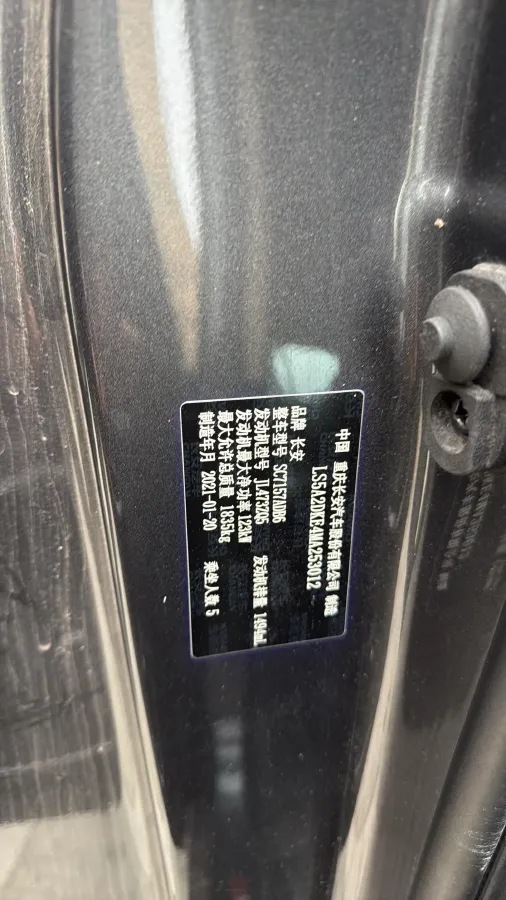 中国 重庆长安汽车股份有限公司 制造
LS5A2DKE4MA253012
品牌 长安
整车型号 SC7157ADB6
发动机型号 JL473ZQ5 发动机排量 1494mL
发动机最大净功率 123kW
最大允许总质量 1835kg
制造年月 2021-01-20 乘坐人数 5